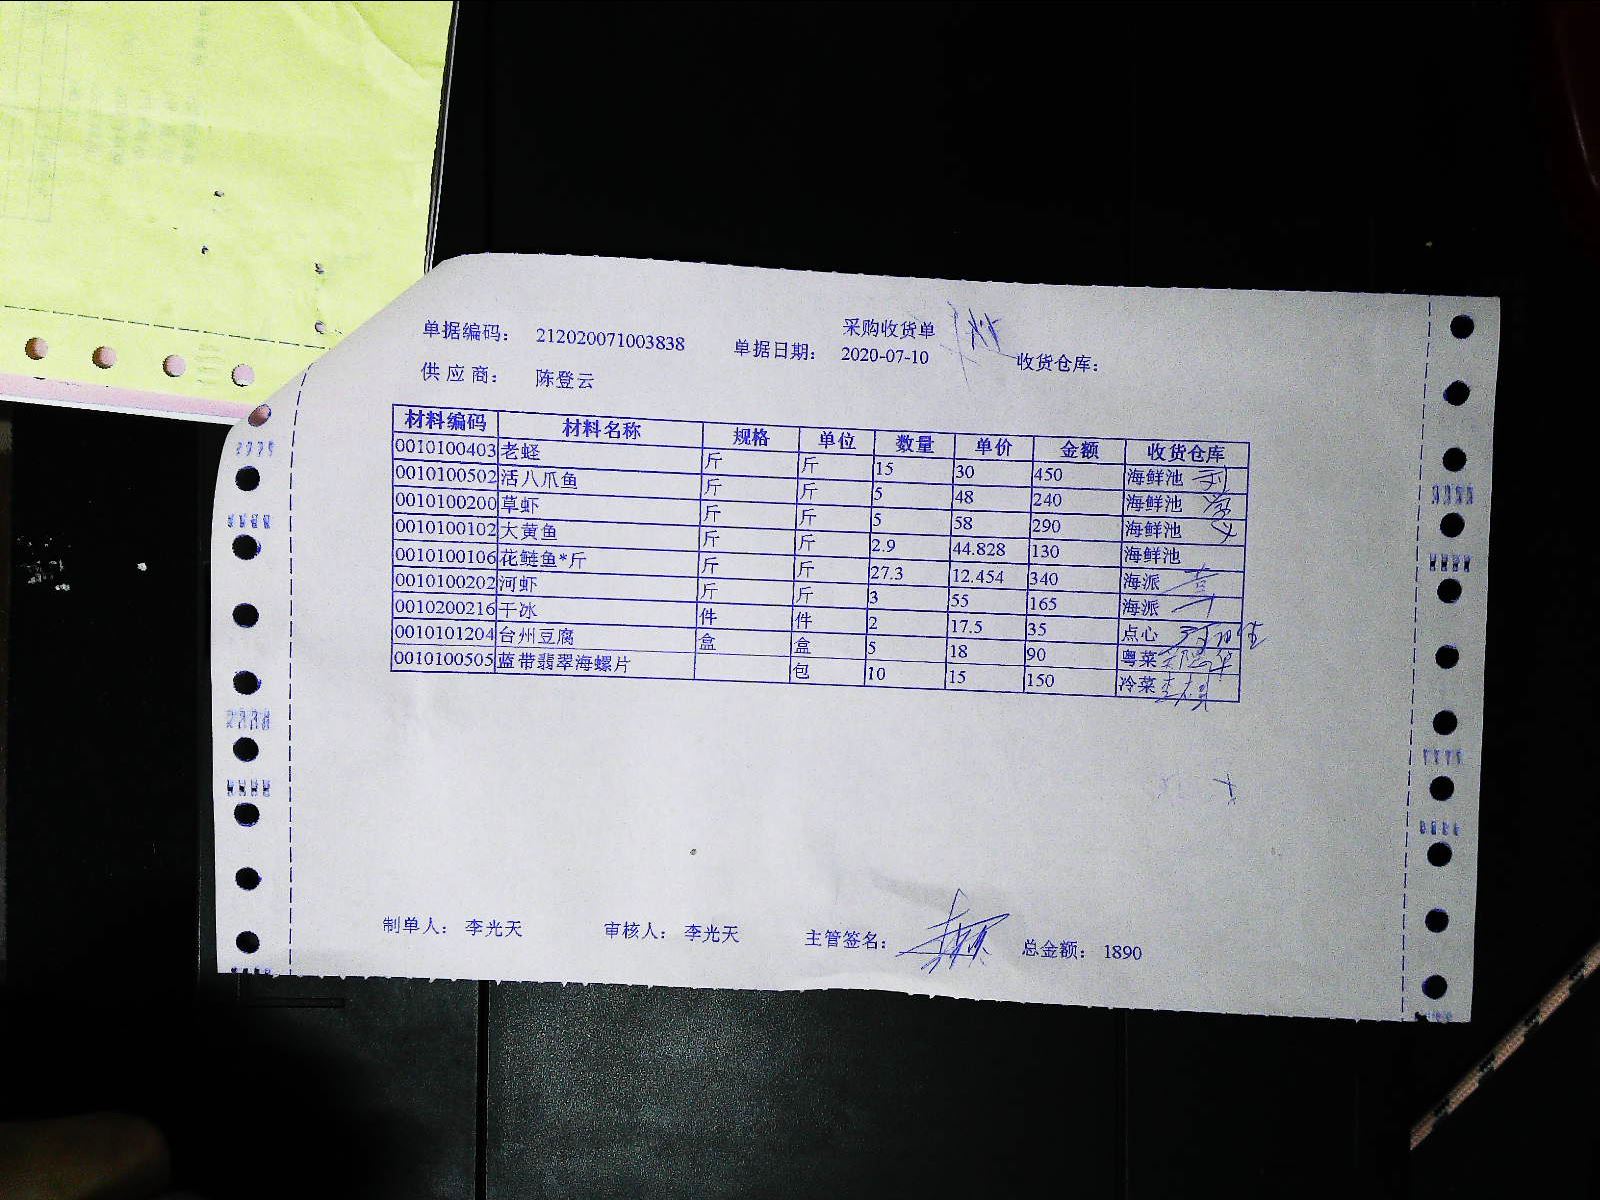 采购收货单
单据编码： 212020071003838 单据日期： 2020-07-10 收货仓库：
供应商： 陈登云
材料编码 材料名称 规格 单位 数量 单价 金额 收货仓库
0010100403 老蛏 斤 斤 15 30 450 海鲜池
0010100502 活八爪鱼 斤 斤 5 48 240 海鲜池
0010100200 草虾 斤 斤 5 58 290 海鲜池
0010100102 大黄鱼 斤 斤 2.9 44.828 130 海鲜池
0010100106 花鲢鱼*斤 斤 斤 27.3 12.454 340 海派
0010100202 河虾 斤 斤 3 55 165 海派
0010200216 干冰 件 件 2 17.5 35 点心
0010101204 台州豆腐 盒 盒 5 18 90 粤菜
0010100505 蓝带翡翠海螺片 包 10 15 150 冷菜
制单人： 李光天 审核人： 李光天 主管签名： 总金额： 1890